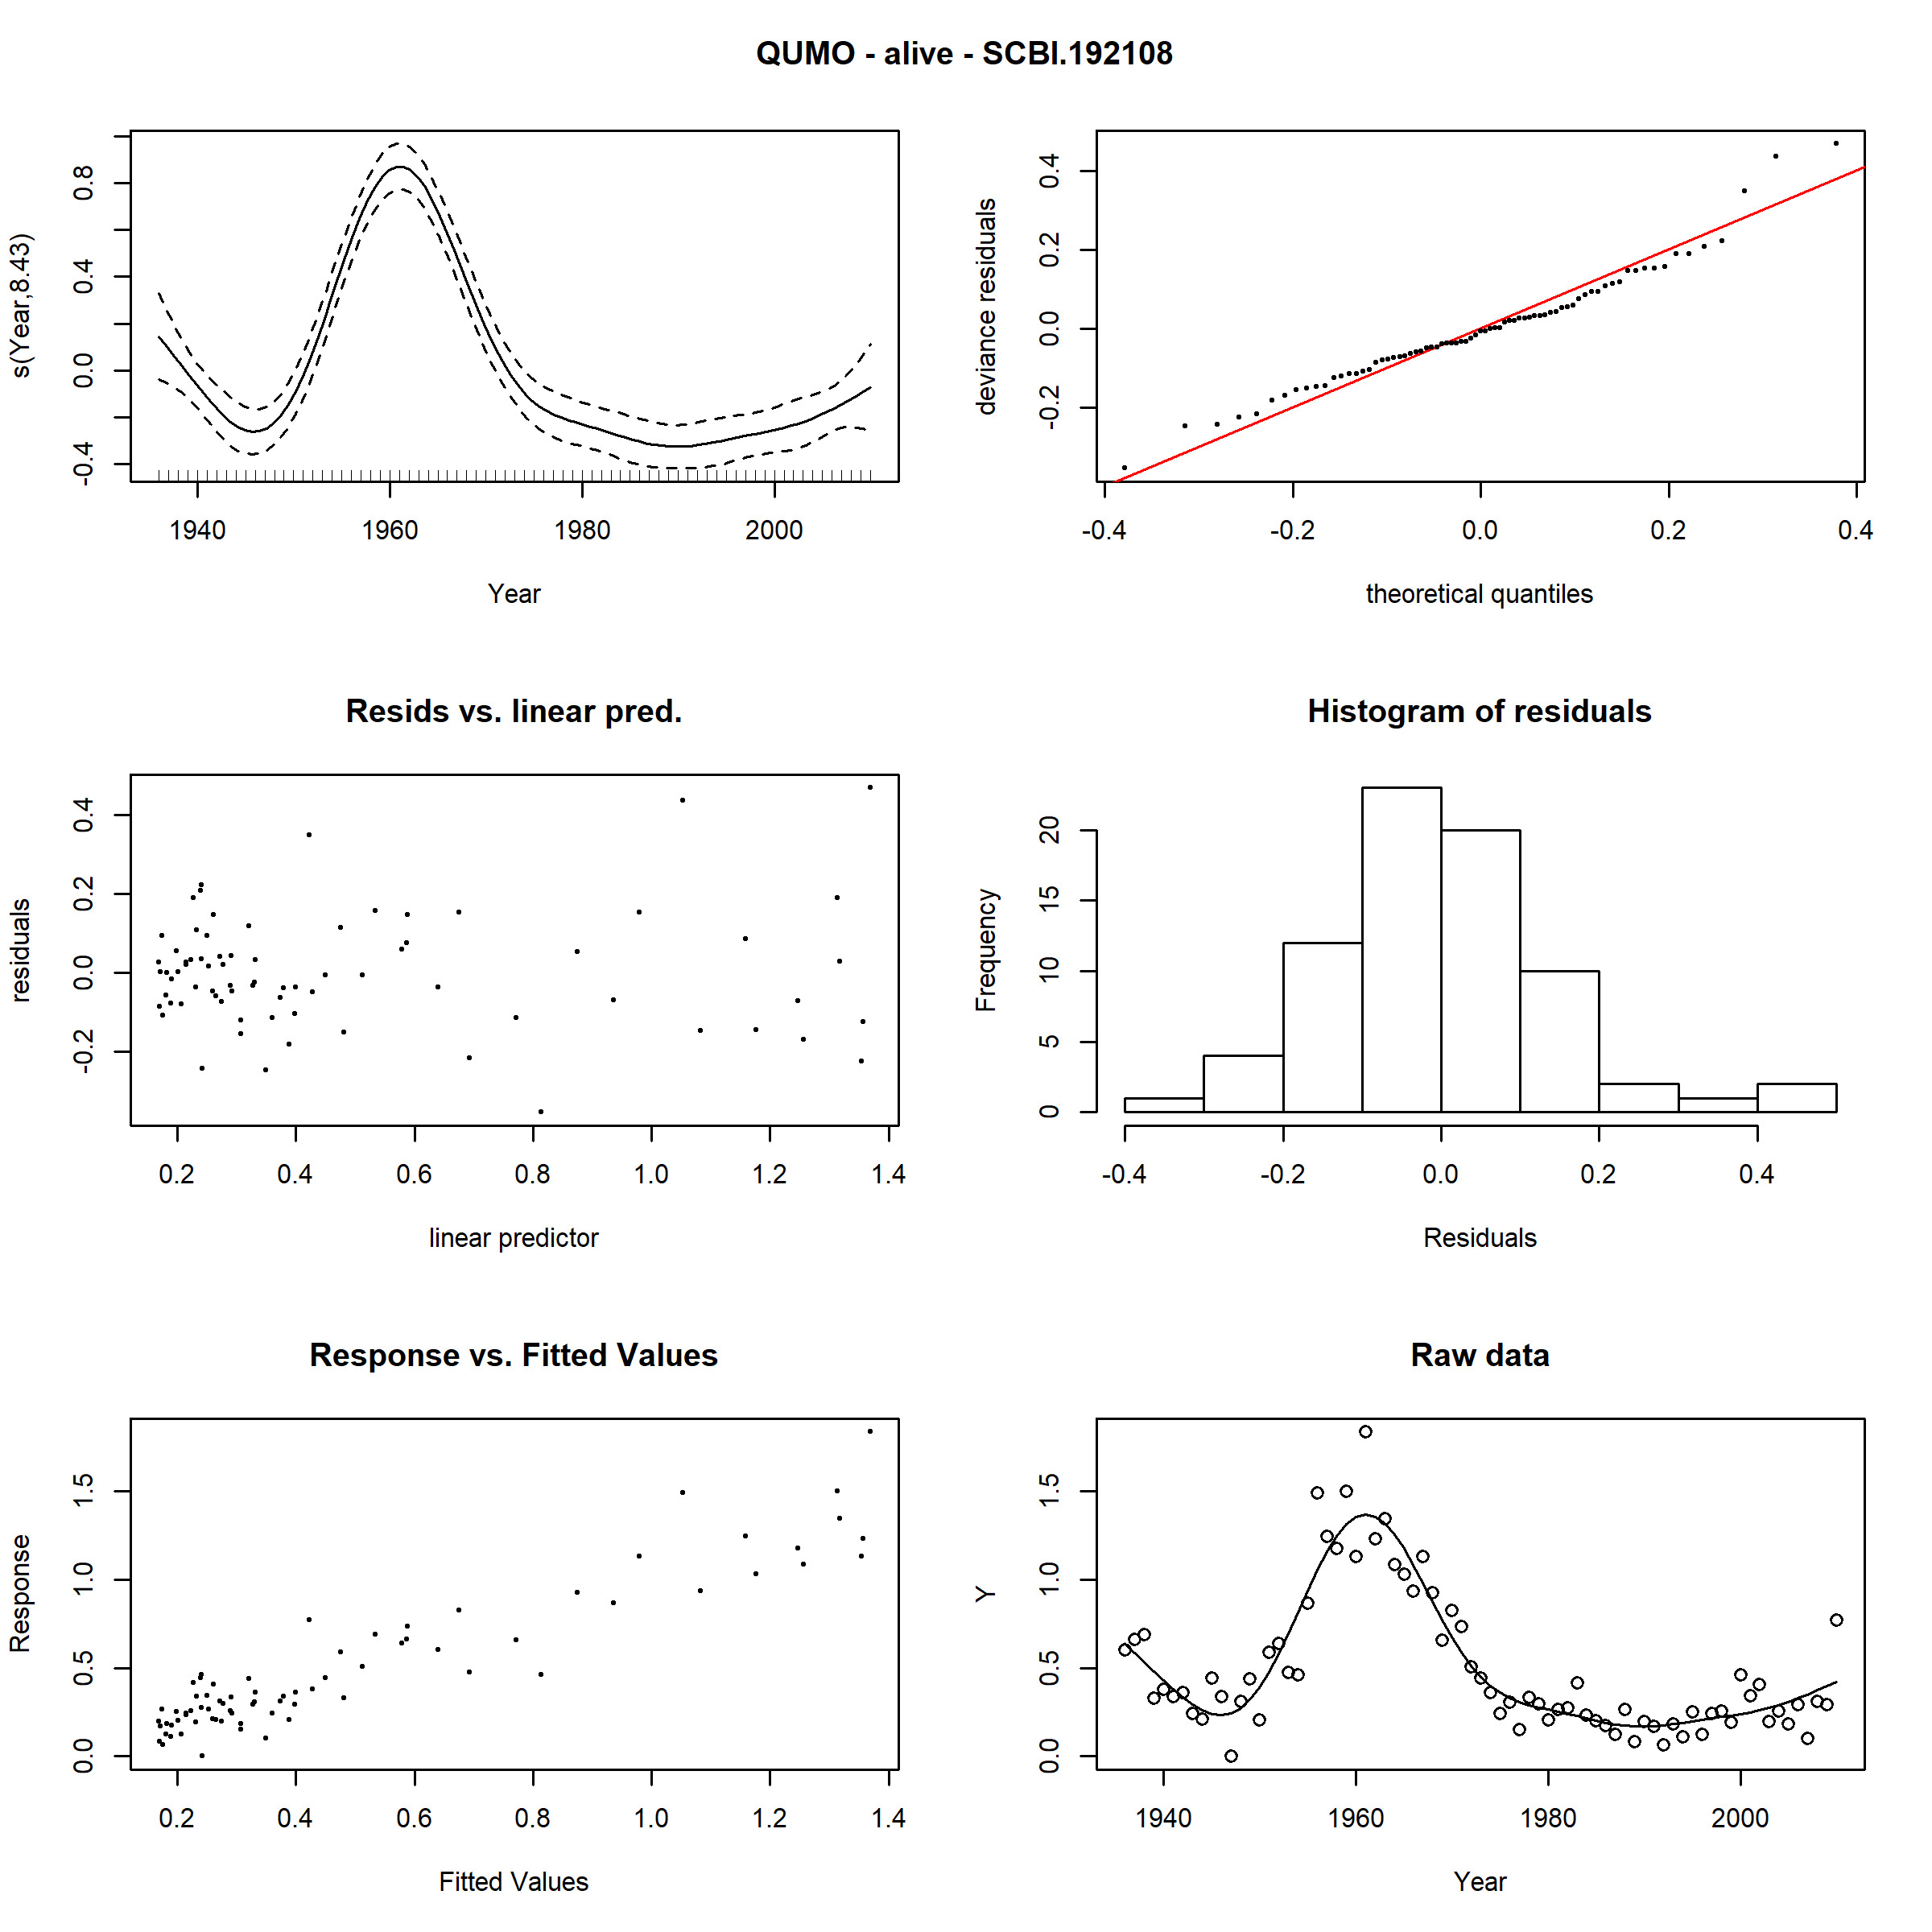 QUMO - alive - SCBI.192108
s(Year,8.43)
-0.4 0.0 0.4 0.8
1940 1960 1980 2000
Year
deviance residuals
-0.2 0.0 0.2 0.4
-0.4 -0.2 0.0 0.2 0.4
theoretical quantiles
Resids vs. linear pred.
residuals
-0.2 0.0 0.2 0.4
0.2 0.4 0.6 0.8 1.0 1.2 1.4
linear predictor
Histogram of residuals
Frequency
0 5 10 15 20
-0.4 -0.2 0.0 0.2 0.4
Residuals
Response vs. Fitted Values
Response
0.0 0.5 1.0 1.5
0.2 0.4 0.6 0.8 1.0 1.2 1.4
Fitted Values
Raw data
Y
0.0 0.5 1.0 1.5
1940 1960 1980 2000
Year